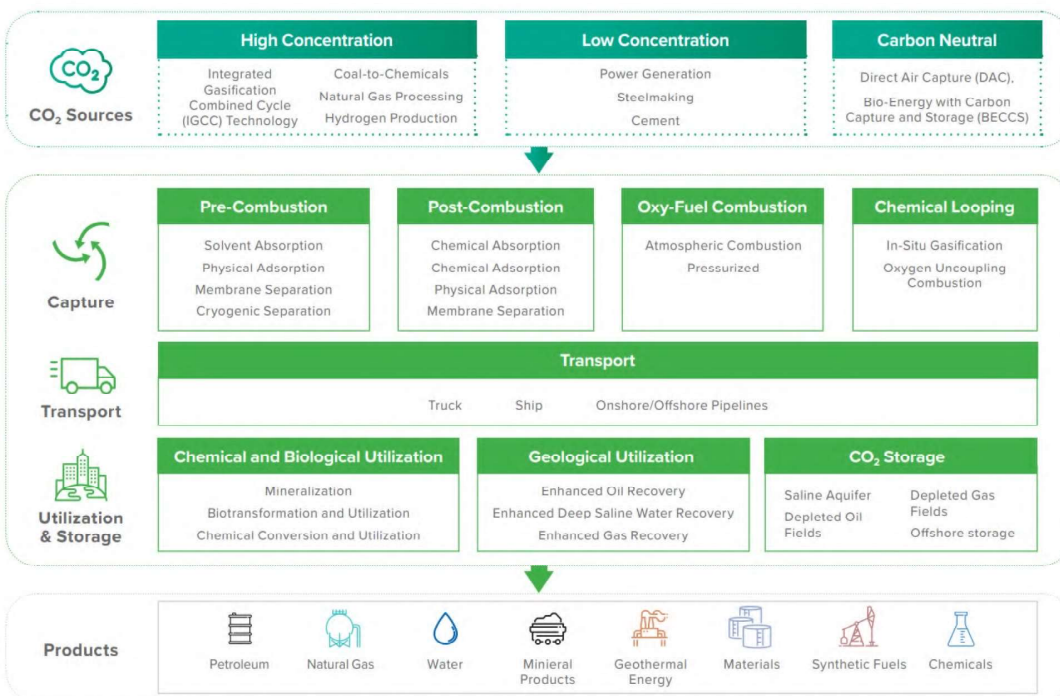 High Concentration
Low Concentration
Carbon Neutral
CO₂
CO₂ Sources
Integrated
Gasification
Combined Cycle
(IGCC) Technology
Coal-to-Chemicals
Natural Gas Processing
Hydrogen Production
Power Generation
Steelmaking
Cement
Direct Air Capture (DAC),
Bio-Energy with Carbon
Capture and Storage (BECCS)
Capture
Pre-Combustion
Solvent Absorption
Physical Adsorption
Membrane Separation
Cryogenic Separation
Post-Combustion
Chemical Absorption
Chemical Adsorption
Physical Adsorption
Membrane Separation
Oxy-Fuel Combustion
Atmospheric Combustion
Pressurized
Chemical Looping
In-Situ Gasification
Oxygen Uncoupling
Combustion
Transport
Transport
Truck Ship Onshore/Offshore Pipelines
Utilization
& Storage
Chemical and Biological Utilization
Mineralization
Biotransformation and Utilization
Chemical Conversion and Utilization
Geological Utilization
Enhanced Oil Recovery
Enhanced Deep Saline Water Recovery
Enhanced Gas Recovery
CO₂ Storage
Saline Aquifer
Depleted Oil
Fields
Depleted Gas
Fields
Offshore storage
Products
Petroleum
Natural Gas
Water
Minieral
Products
Geothermal
Energy
Materials
Synthetic Fuels
Chemicals